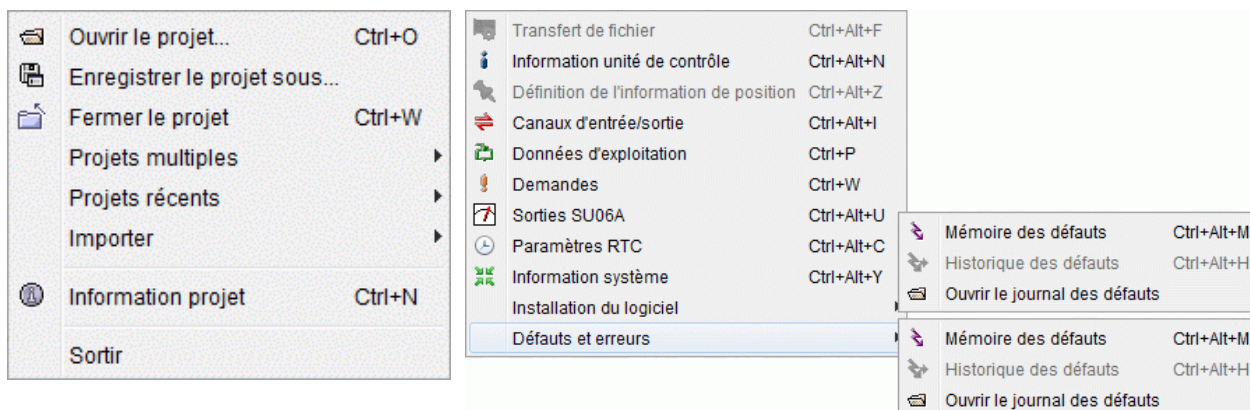 Ouvrir le projet... Ctrl+O
Enregistrer le projet sous...
Fermer le projet Ctrl+W
Projets multiples
Projets récents
Importer
Information projet Ctrl+N
Sortir
Transfert de fichier Ctrl+Alt+F
Information unité de contrôle Ctrl+Alt+N
Définition de l'information de position Ctrl+Alt+Z
Canaux d'entrée/sortie Ctrl+Alt+I
Données d'exploitation Ctrl+P
Demandes Ctrl+W
Sorties SU06A Ctrl+Alt+U
Paramètres RTC Ctrl+Alt+C
Information système Ctrl+Alt+Y
Installation du logiciel
Défauts et erreurs
Mémoire des défauts Ctrl+Alt+M
Historique des défauts Ctrl+Alt+H
Ouvrir le journal des défauts
Mémoire des défauts Ctrl+Alt+M
Historique des défauts Ctrl+Alt+H
Ouvrir le journal des défauts